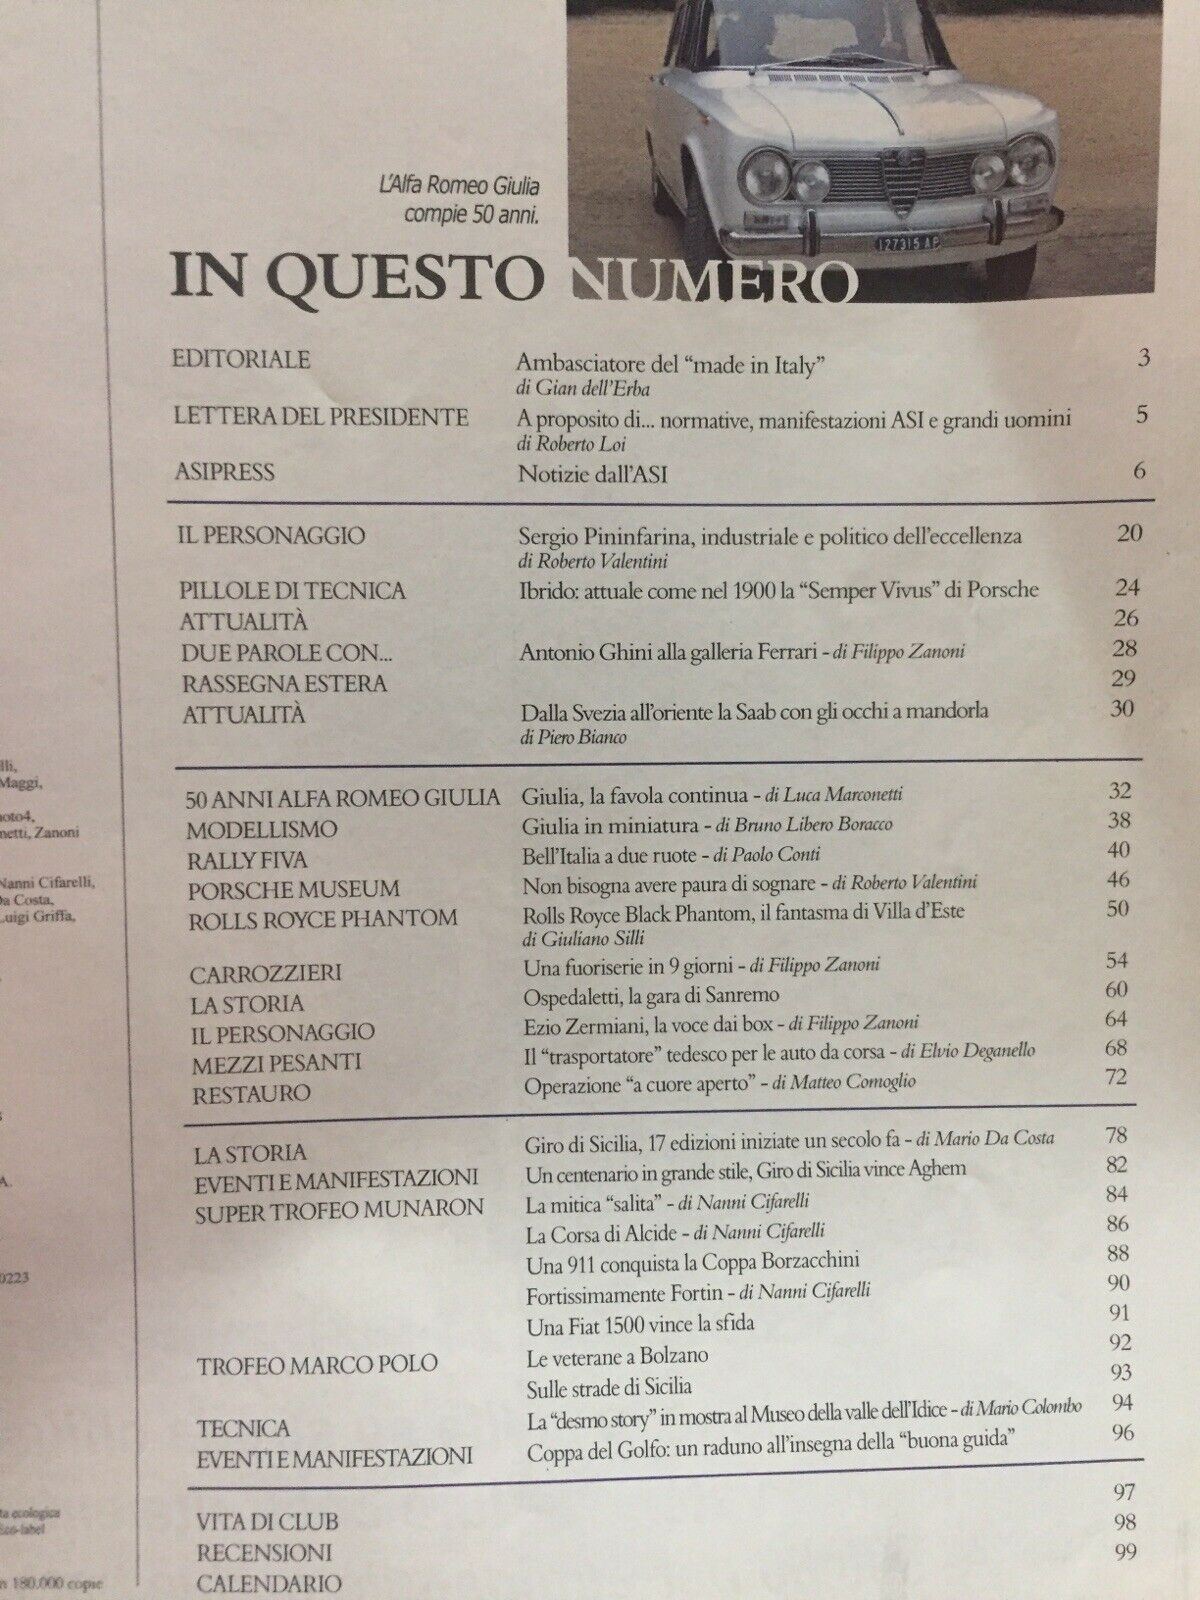 L'Alfa Romeo Giulia
compie 50 anni.
127315 AP
IN QUESTO NUMERO
EDITORIALE Ambasciatore del “made in Italy” 3
di Gian dell'Erba
LETTERA DEL PRESIDENTE A proposito di... normative, manifestazioni ASI e grandi uomini 5
di Roberto Loi
ASIPRESS Notizie dall'ASI 6
IL PERSONAGGIO Sergio Pininfarina, industriale e politico dell'eccellenza 20
di Roberto Valentini
PILLOLE DI TECNICA Ibrido: attuale come nel 1900 la “Semper Vivus” di Porsche 24
ATTUALITÀ 26
DUE PAROLE CON... Antonio Ghini alla galleria Ferrari - di Filippo Zanoni 28
RASSEGNA ESTERA 29
ATTUALITÀ Dalla Svezia all'oriente la Saab con gli occhi a mandorla 30
di Piero Bianco
50 ANNI ALFA ROMEO GIULIA Giulia, la favola continua - di Luca Marconetti 32
MODELLISMO Giulia in miniatura - di Bruno Libero Boracco 38
RALLY FIVA Bell'Italia a due ruote - di Paolo Conti 40
PORSCHE MUSEUM Non bisogna avere paura di sognare - di Roberto Valentini 46
ROLLS ROYCE PHANTOM Rolls Royce Black Phantom, il fantasma di Villa d'Este 50
di Giuliano Silli
CARROZZIERI Una fuoriserie in 9 giorni - di Filippo Zanoni 54
LA STORIA Ospedaletti, la gara di Sanremo 60
IL PERSONAGGIO Ezio Zermiani, la voce dai box - di Filippo Zanoni 64
MEZZI PESANTI Il “trasportatore” tedesco per le auto da corsa - di Elvio Deganello 68
RESTAURO Operazione “a cuore aperto” - di Matteo Comoglio 72
LA STORIA Giro di Sicilia, 17 edizioni iniziate un secolo fa - di Mario Da Costa 78
EVENTI E MANIFESTAZIONI Un centenario in grande stile, Giro di Sicilia vince Aghem 82
SUPER TROFEO MUNARON La mitica “salita” - di Nanni Cifarelli 84
La Corsa di Alcide - di Nanni Cifarelli 86
Una 911 conquista la Coppa Borzacchini 88
Fortissimamente Fortin - di Nanni Cifarelli 90
Una Fiat 1500 vince la sfida 91
TROFEO MARCO POLO Le veterane a Bolzano 92
Sulle strade di Sicilia 93
TECNICA La “desmo story” in mostra al Museo della valle dell'Idice - di Mario Colombo 94
EVENTI E MANIFESTAZIONI Coppa del Golfo: un raduno all'insegna della “buona guida” 96
VITA DI CLUB 97
RECENSIONI 98
CALENDARIO 99
Maggi,
Zanoni
Nanni Cifarelli,
Da Costa,
Luigi Griffa,
0223
ecologica
Eco-label
180.000 copie